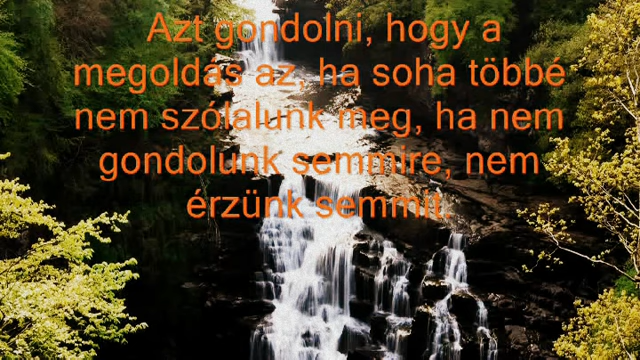 Azt gondolni, hogy a
megoldás az, ha soha többé
nem szólalunk meg, ha nem
gondolunk semmire, nem
érzünk semmit.